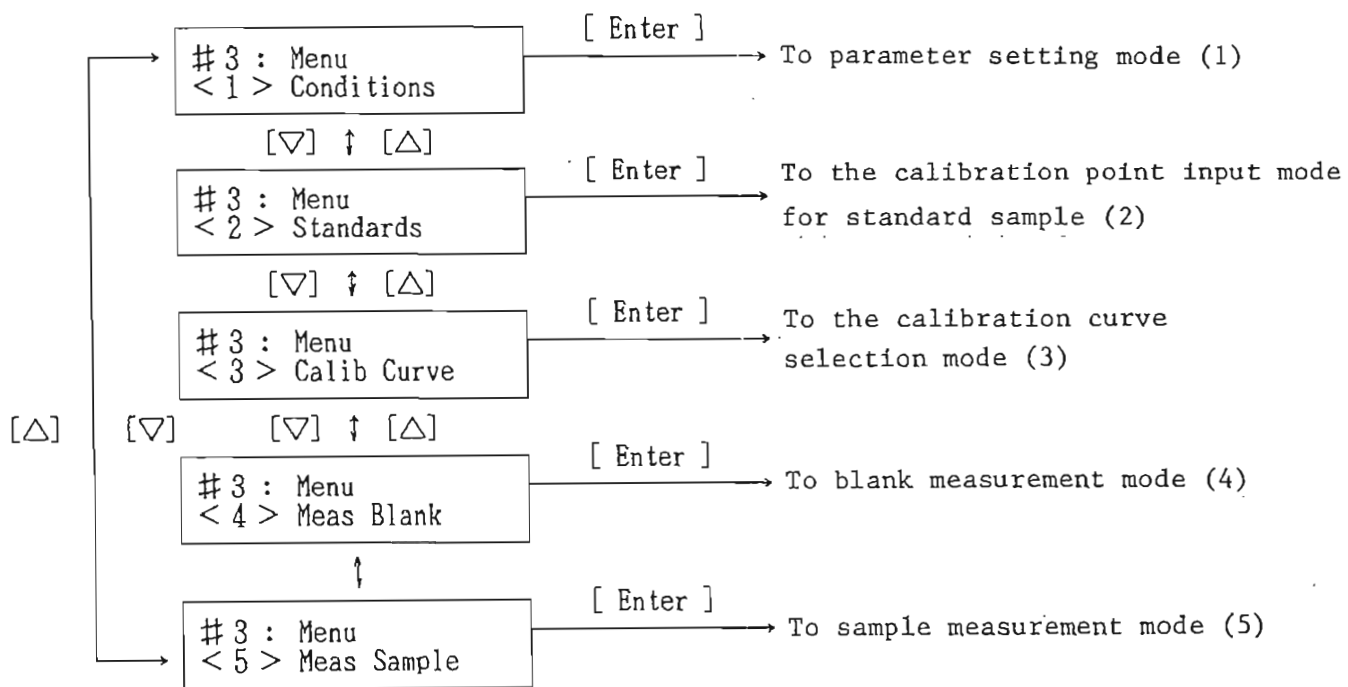 [ Enter ]
# 3 : Menu
< 1 > Conditions
To parameter setting mode (1)
[▽] ↕ [△]
[ Enter ]
# 3 : Menu
< 2 > Standards
To the calibration point input mode
for standard sample (2)
[▽] ↕ [△]
[ Enter ]
# 3 : Menu
< 3 > Calib Curve
To the calibration curve
selection mode (3)
[△] [▽] [▽] ↕ [△]
[ Enter ]
# 3 : Menu
< 4 > Meas Blank
To blank measurement mode (4)
[ Enter ]
# 3 : Menu
< 5 > Meas Sample
To sample measurement mode (5)